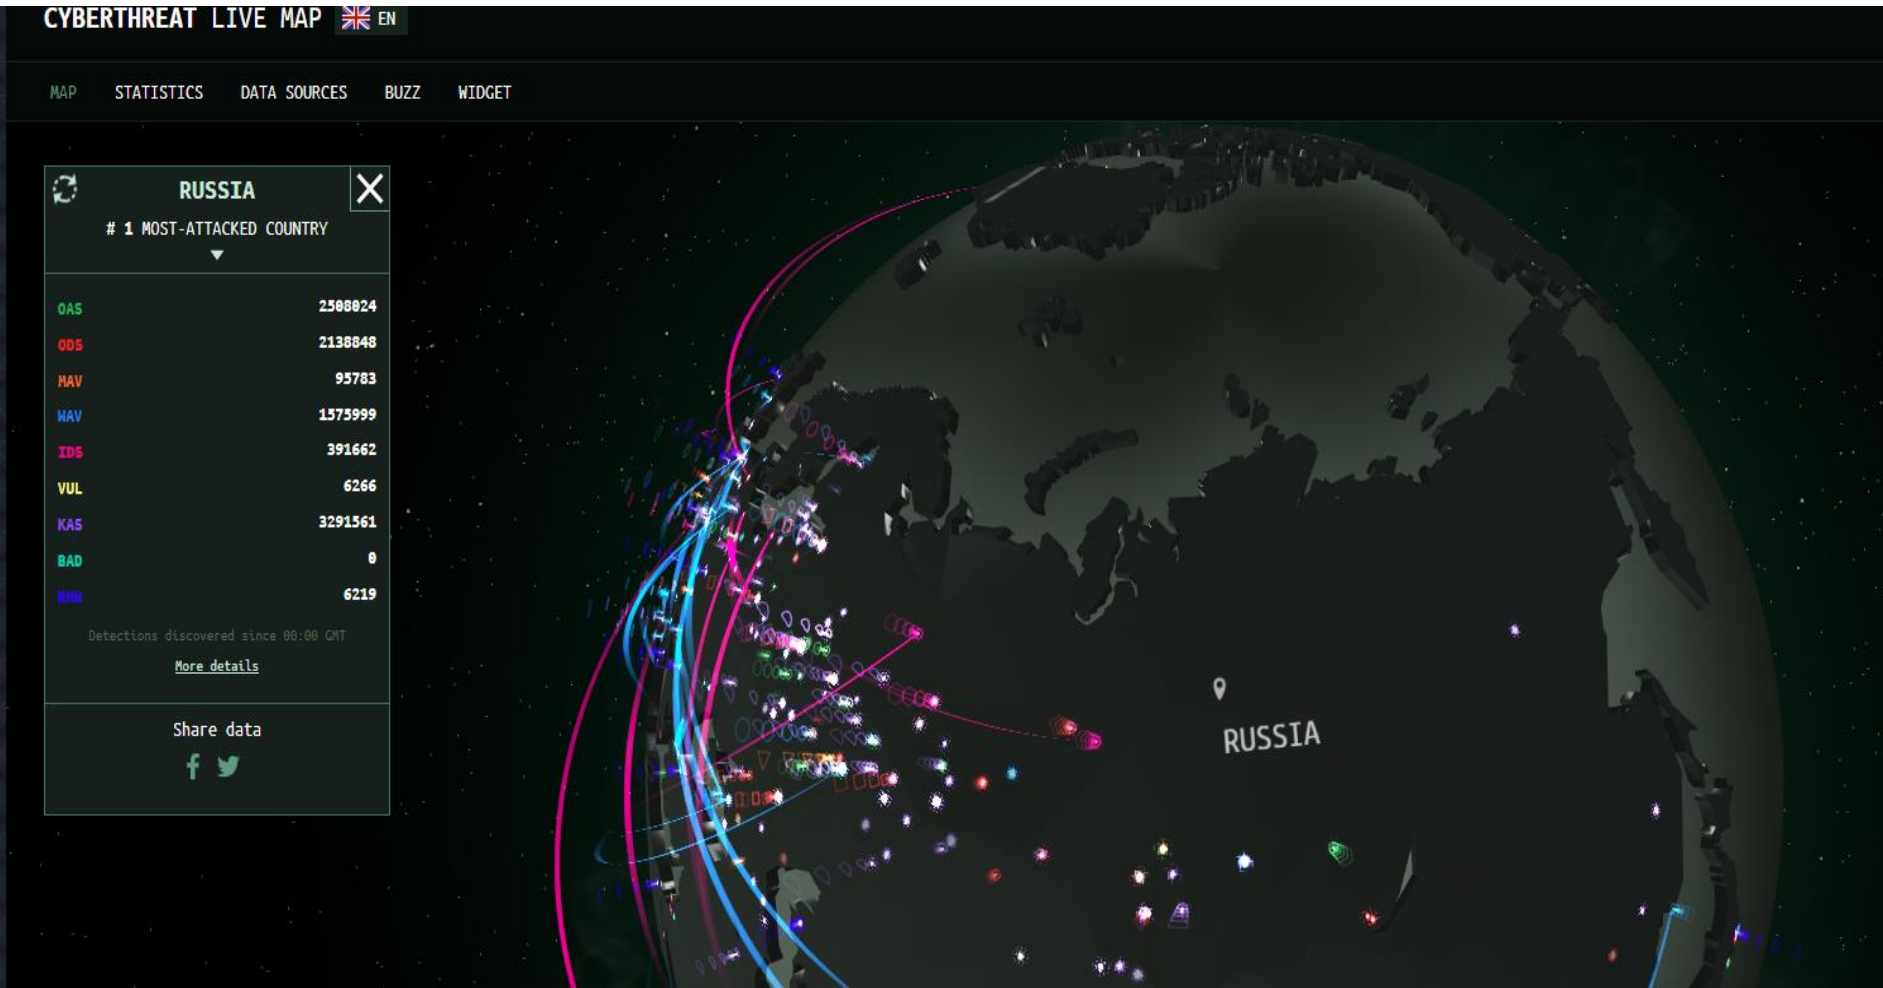 CYBERTHREAT LIVE MAP EN
MAP STATISTICS DATA SOURCES BUZZ WIDGET
RUSSIA
# 1 MOST-ATTACKED COUNTRY
OAS 2508024
ODS 2138848
MAV 95783
WAV 1575999
IDS 391662
VUL 6266
KAS 3291561
BAD 0
RMW 6219
Detections discovered since 00:00 GMT
More details
Share data
RUSSIA